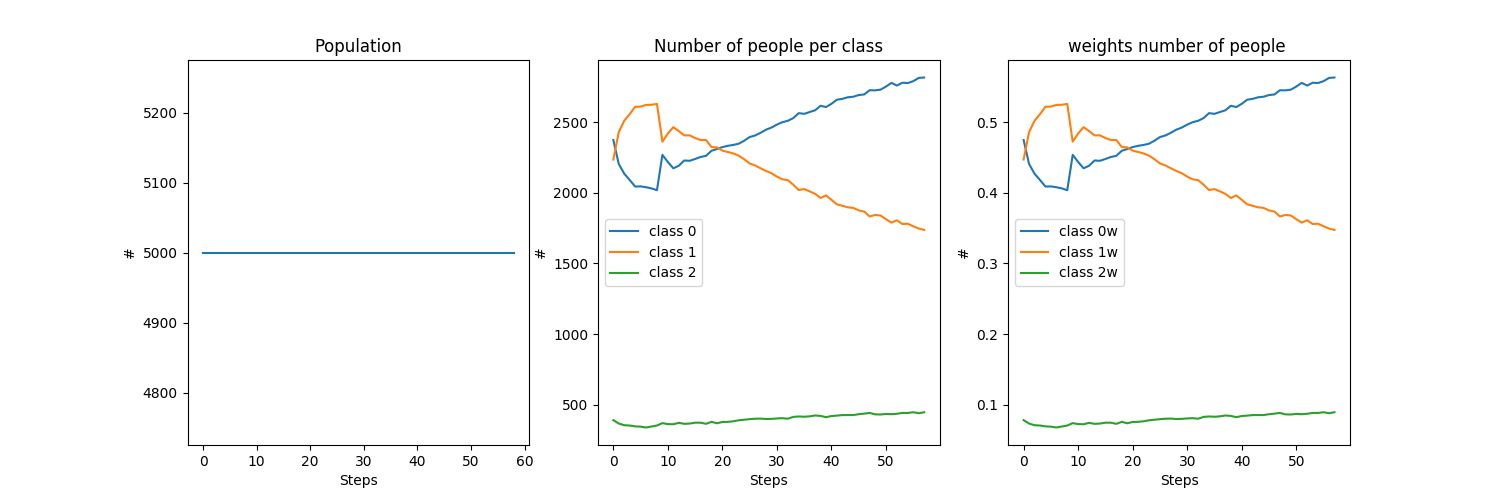 Population
5200
5100
5000
4900
4800
#
0 10 20 30 40 50 60
Steps
Number of people per class
2500
2000
1500
1000
500
#
class 0
class 1
class 2
0 10 20 30 40 50
Steps
weights number of people
0.5
0.4
0.3
0.2
0.1
#
class 0w
class 1w
class 2w
0 10 20 30 40 50
Steps